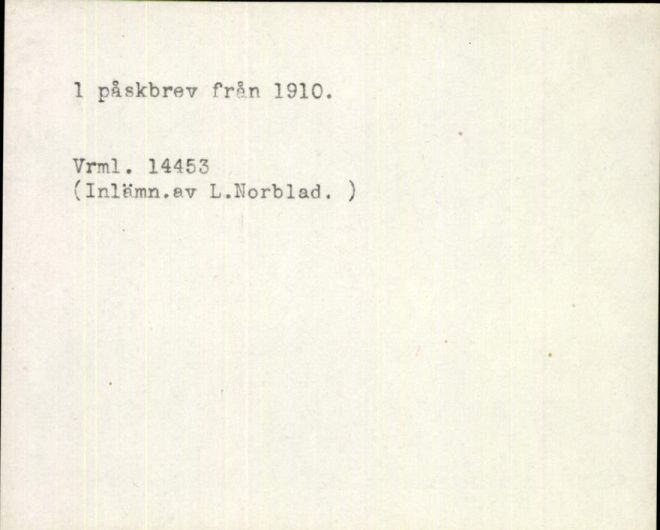 1 påskbrev från 1910.
Vrml. 14453
(Inlämn.av L.Norblad. )